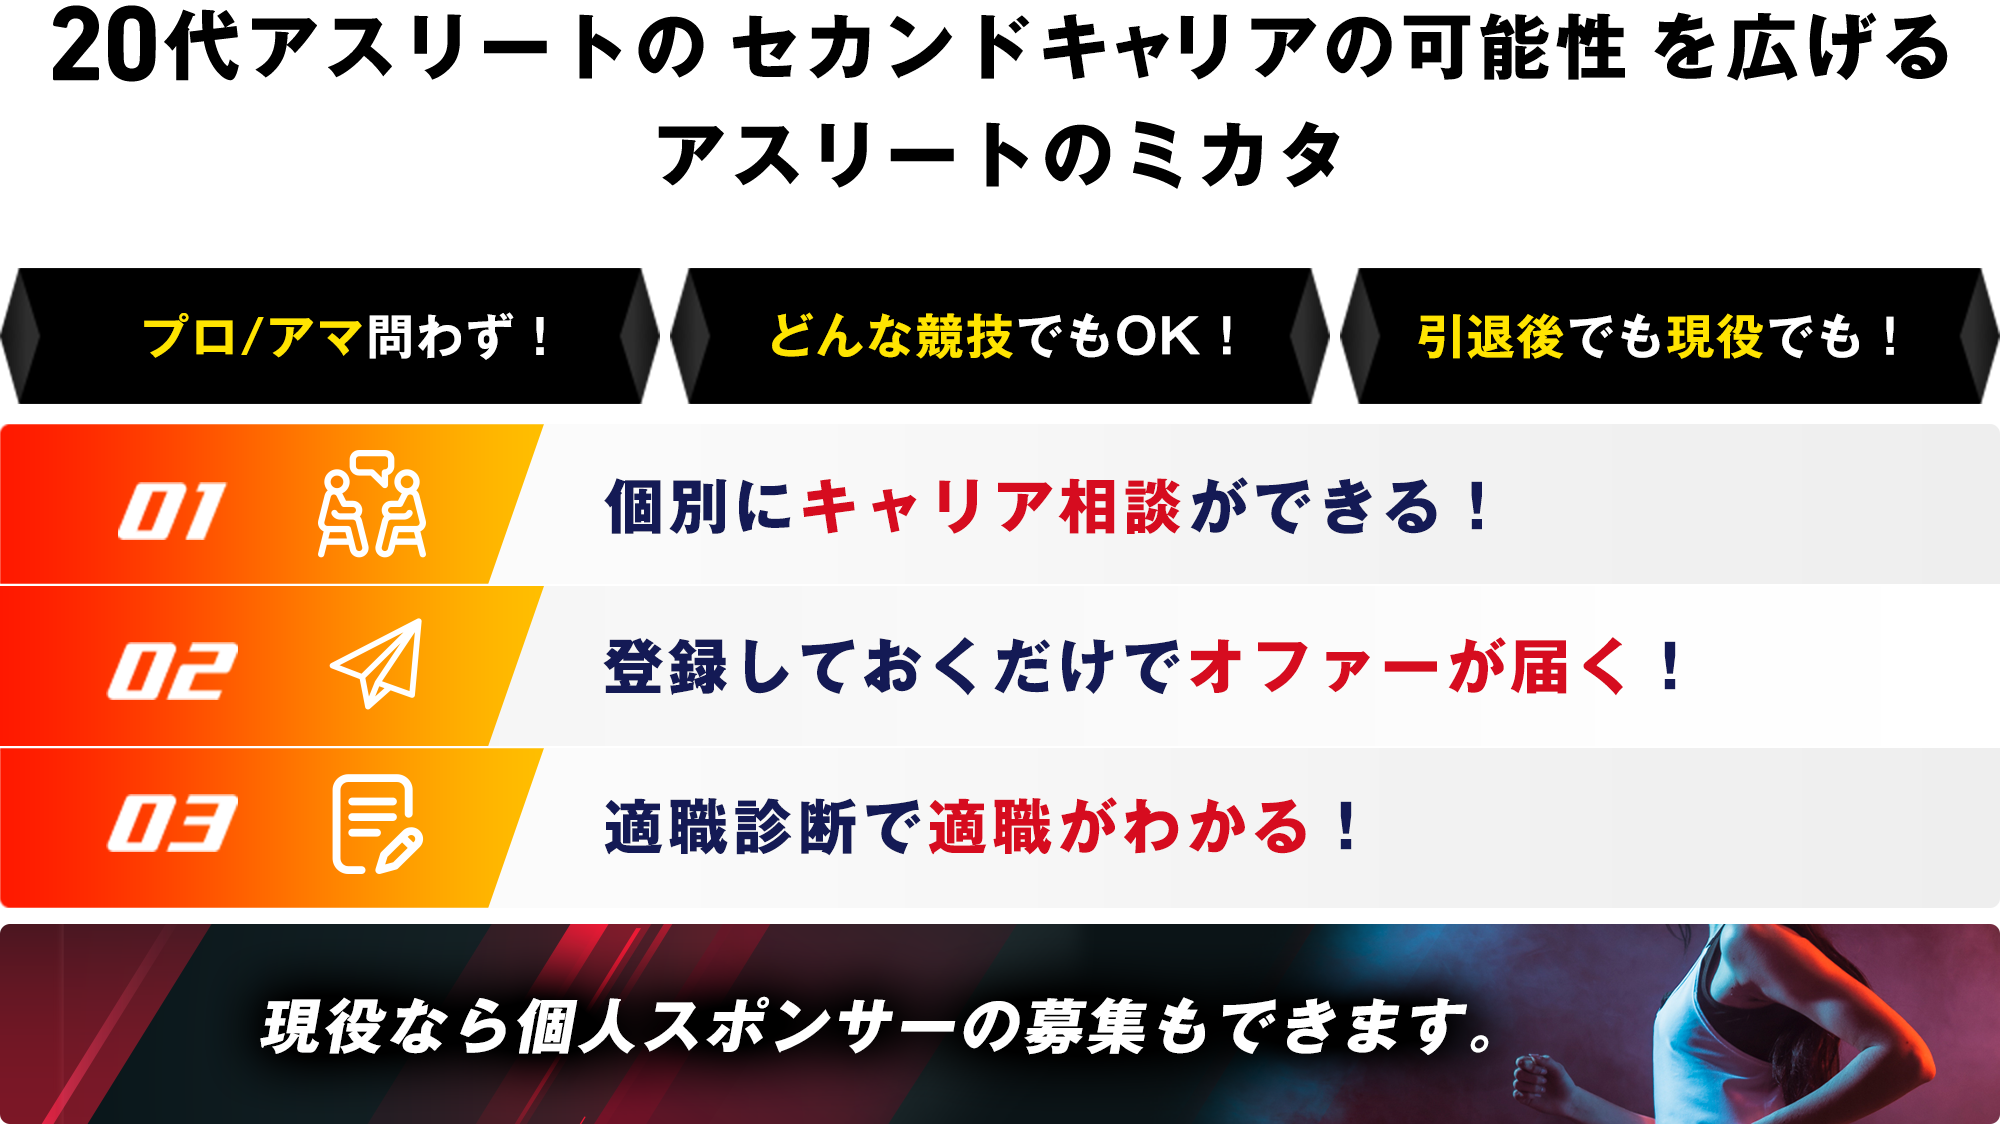 20代アスリートの セカンドキャリアの可能性 を広げる
アスリートのミカタ
プロ/アマ問わず！
どんな競技でもOK！
引退後でも現役でも！
01
個別にキャリア相談ができる！
02
登録しておくだけでオファーが届く！
03
適職診断で適職がわかる！
現役なら個人スポンサーの募集もできます。